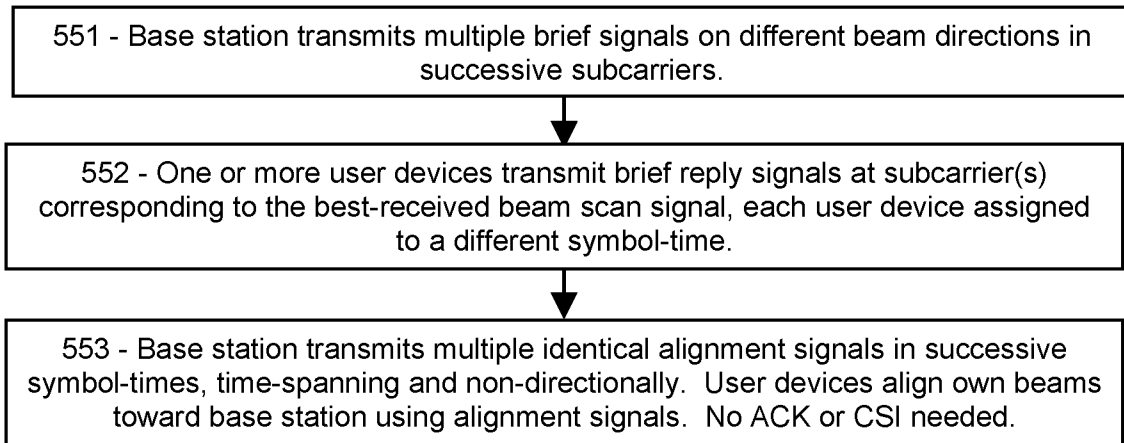 551 - Base station transmits multiple brief signals on different beam directions in
successive subcarriers.
552 - One or more user devices transmit brief reply signals at subcarrier(s)
corresponding to the best-received beam scan signal, each user device assigned
to a different symbol-time.
553 - Base station transmits multiple identical alignment signals in successive
symbol-times, time-spanning and non-directionally.  User devices align own beams
toward base station using alignment signals.  No ACK or CSI needed.